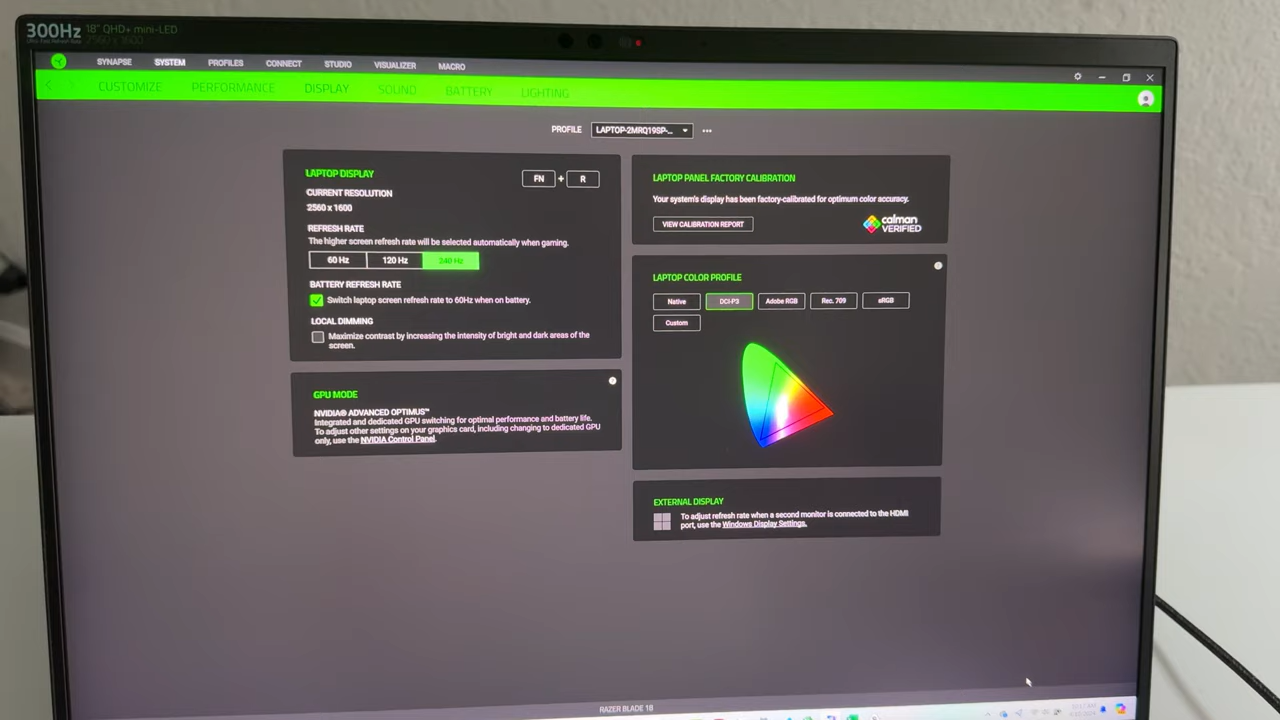 300Hz
18" QHD+ mini-LED
2560 x 1600
SYNAPSE SYSTEM PROFILES CONNECT STUDIO VISUALIZER MACRO
CUSTOMIZE PERFORMANCE DISPLAY SOUND BATTERY LIGHTING
PROFILE LAPTOP-2MRQ19SP-...
LAPTOP DISPLAY
FN + R
CURRENT RESOLUTION
2560 x 1600
REFRESH RATE
The higher screen refresh rate will be selected automatically when gaming.
60 Hz 120 Hz 240 Hz
BATTERY REFRESH RATE
Switch laptop screen refresh rate to 60Hz when on battery.
LOCAL DIMMING
Maximize contrast by increasing the intensity of bright and dark areas of the
screen.
GPU MODE
NVIDIA® ADVANCED OPTIMUS™
Integrated and dedicated GPU switching for optimal performance and battery life.
To adjust other settings on your graphics card, including changing to dedicated GPU
only, use the NVIDIA Control Panel.
LAPTOP PANEL FACTORY CALIBRATION
Your system's display has been factory-calibrated for optimum color accuracy.
VIEW CALIBRATION REPORT
calman
VERIFIED
LAPTOP COLOR PROFILE
Native DCI-P3 Adobe RGB Rec. 709 sRGB
Custom
EXTERNAL DISPLAY
To adjust refresh rate when a second monitor is connected to the HDMI
port, use the Windows Display Settings.
RAZER BLADE 18